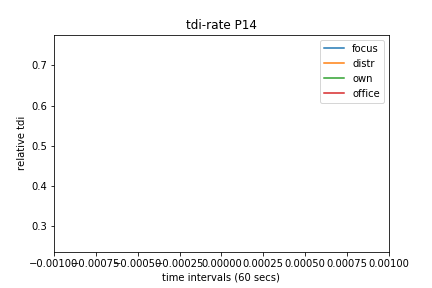 tdi-rate P14
focus
distr
own
office
relative tdi
0.7
0.6
0.5
0.4
0.3
−0.00100 −0.00075 −0.00050 −0.00025 0.00000 0.00025 0.00050 0.00075 0.00100
time intervals (60 secs)